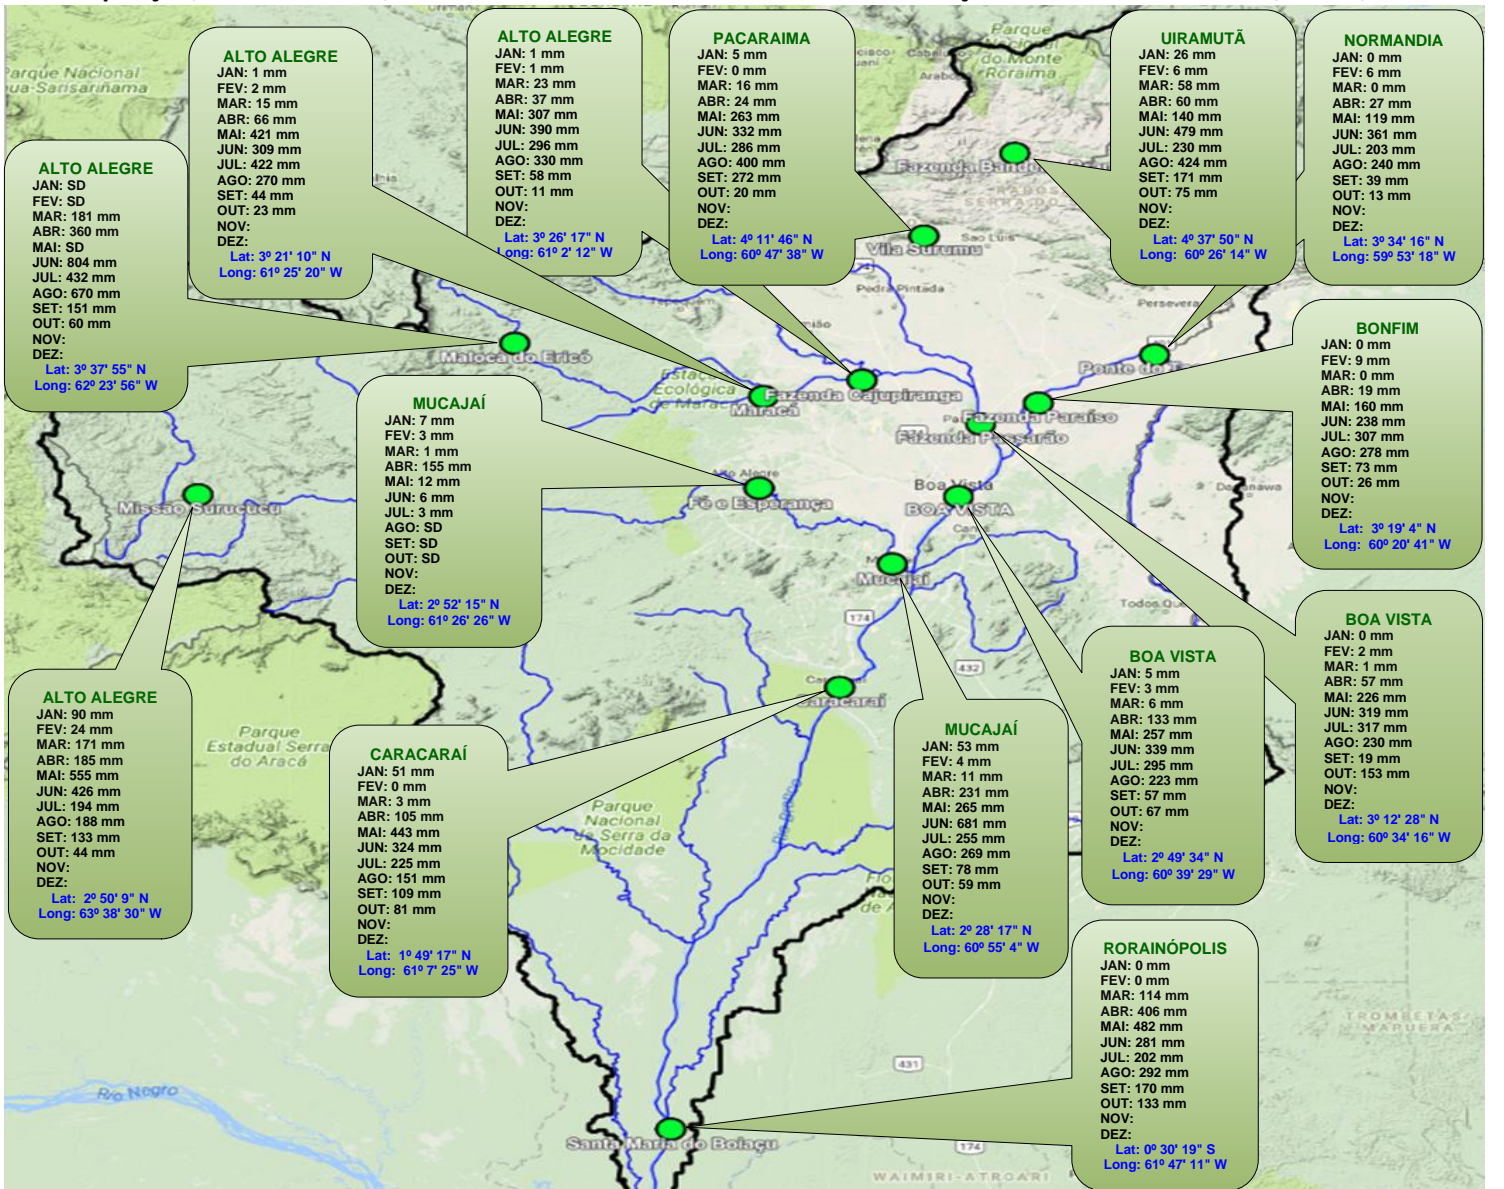 ALTO ALEGRE
JAN: 1 mm
FEV: 2 mm
MAR: 15 mm
ABR: 66 mm
MAI: 421 mm
JUN: 309 mm
JUL: 422 mm
AGO: 270 mm
SET: 44 mm
OUT: 23 mm
NOV:
DEZ:
Lat: 3º 21' 10" N
Long: 61º 25' 20" W
ALTO ALEGRE
JAN: 1 mm
FEV: 1 mm
MAR: 23 mm
ABR: 37 mm
MAI: 307 mm
JUN: 390 mm
JUL: 296 mm
AGO: 330 mm
SET: 58 mm
OUT: 11 mm
NOV:
DEZ:
Lat: 3º 26' 17" N
Long: 61º 2' 12" W
PACARAIMA
JAN: 5 mm
FEV: 0 mm
MAR: 16 mm
ABR: 24 mm
MAI: 263 mm
JUN: 332 mm
JUL: 286 mm
AGO: 400 mm
SET: 272 mm
OUT: 20 mm
NOV:
DEZ:
Lat: 4º 11' 46" N
Long: 60º 47' 38" W
UIRAMUTÃ
JAN: 26 mm
FEV: 6 mm
MAR: 58 mm
ABR: 60 mm
MAI: 140 mm
JUN: 479 mm
JUL: 230 mm
AGO: 424 mm
SET: 171 mm
OUT: 75 mm
NOV:
DEZ:
Lat: 4º 37' 50" N
Long: 60º 26' 14" W
NORMANDIA
JAN: 0 mm
FEV: 6 mm
MAR: 0 mm
ABR: 27 mm
MAI: 119 mm
JUN: 361 mm
JUL: 203 mm
AGO: 240 mm
SET: 39 mm
OUT: 13 mm
NOV:
DEZ:
Lat: 3º 34' 16" N
Long: 59º 53' 18" W
ALTO ALEGRE
JAN: SD
FEV: SD
MAR: 181 mm
ABR: 360 mm
MAI: SD
JUN: 804 mm
JUL: 432 mm
AGO: 670 mm
SET: 151 mm
OUT: 60 mm
NOV:
DEZ:
Lat: 3º 37' 55" N
Long: 62º 23' 56" W
BONFIM
JAN: 0 mm
FEV: 9 mm
MAR: 0 mm
ABR: 19 mm
MAI: 160 mm
JUN: 238 mm
JUL: 307 mm
AGO: 278 mm
SET: 73 mm
OUT: 26 mm
NOV:
DEZ:
Lat: 3º 19' 4" N
Long: 60º 20' 41" W
MUCAJAÍ
JAN: 7 mm
FEV: 3 mm
MAR: 1 mm
ABR: 155 mm
MAI: 12 mm
JUN: 6 mm
JUL: 3 mm
AGO: SD
SET: SD
OUT: SD
NOV:
DEZ:
Lat: 2º 52' 15" N
Long: 61º 26' 26" W
ALTO ALEGRE
JAN: 90 mm
FEV: 24 mm
MAR: 171 mm
ABR: 185 mm
MAI: 555 mm
JUN: 426 mm
JUL: 194 mm
AGO: 188 mm
SET: 133 mm
OUT: 44 mm
NOV:
DEZ:
Lat: 2º 50' 9" N
Long: 63º 38' 30" W
CARACARAÍ
JAN: 51 mm
FEV: 0 mm
MAR: 3 mm
ABR: 105 mm
MAI: 443 mm
JUN: 324 mm
JUL: 225 mm
AGO: 151 mm
SET: 109 mm
OUT: 81 mm
NOV:
DEZ:
Lat: 1º 49' 17" N
Long: 61º 7' 25" W
MUCAJAÍ
JAN: 53 mm
FEV: 4 mm
MAR: 11 mm
ABR: 231 mm
MAI: 265 mm
JUN: 681 mm
JUL: 255 mm
AGO: 269 mm
SET: 78 mm
OUT: 59 mm
NOV:
DEZ:
Lat: 2º 28' 17" N
Long: 60º 55' 4" W
BOA VISTA
JAN: 5 mm
FEV: 3 mm
MAR: 6 mm
ABR: 133 mm
MAI: 257 mm
JUN: 339 mm
JUL: 295 mm
AGO: 223 mm
SET: 57 mm
OUT: 67 mm
NOV:
DEZ:
Lat: 2º 49' 34" N
Long: 60º 39' 29" W
BOA VISTA
JAN: 0 mm
FEV: 2 mm
MAR: 1 mm
ABR: 57 mm
MAI: 226 mm
JUN: 319 mm
JUL: 317 mm
AGO: 230 mm
SET: 19 mm
OUT: 153 mm
NOV:
DEZ:
Lat: 3º 12' 28" N
Long: 60º 34' 16" W
RORAINÓPOLIS
JAN: 0 mm
FEV: 0 mm
MAR: 114 mm
ABR: 406 mm
MAI: 482 mm
JUN: 281 mm
JUL: 202 mm
AGO: 292 mm
SET: 170 mm
OUT: 133 mm
NOV:
DEZ:
Lat: 0º 30' 19" S
Long: 61º 47' 11" W
Parque Nacional
Parque
do Monte
Roraima
Fazenda
Vila Surumu
São Luis
Pedra Pintada
Maloca do Ericó
Ponte do
Ecológica
de Maracá
Maracá
Fazenda Cajupiranga
Fazenda Paraíso
Fazenda Passarão
Alto Alegre
Fé e Esperança
Boa Vista
BOA VISTA
Missão Surucucu
Mucajaí
174
432
Caracaraí
Parque
Estadual Serra
do Aracá
Parque
Nacional
da Serra da
Mocidade
Rio Branco
Rio Negro
431
174
Santa Maria do Boiaçu
TROMBETAS/
MAPUERA
WAIMIRI-ATROARI